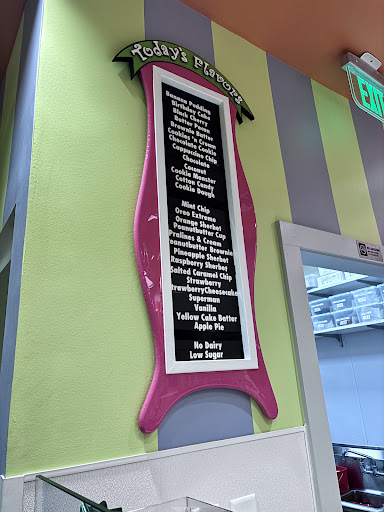 Today's Flavors
Banana Pudding
Birthday Cake
Black Cherry
Butter Pecan
Brownie Batter
Cookies 'n Cream
Chocolate Cookie
Cappuccino Chip
Chocolate
Coconut
Cookie Monster
Cotton Candy
Cookie Dough
Mint Chip
Oreo Extreme
Orange Sherbet
Peanutbutter Cup
Pralines & Cream
Peanutbutter Brownie
Pineapple Sherbet
Raspberry Sherbet
Salted Caramel Chip
Strawberry
StrawberryCheesecake
Superman
Vanilla
Yellow Cake Batter
Apple Pie
No Dairy
Low Sugar
EXIT